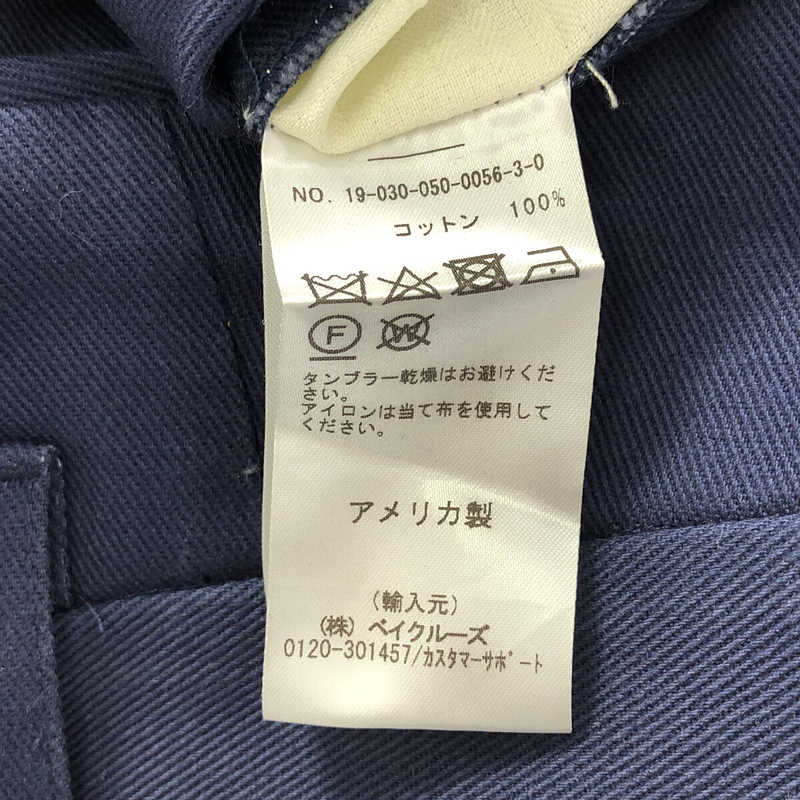 NO. 19-030-050-0056-3-0
コットン 100%
F
W
タンブラー乾燥はお避けくだ
さい。
アイロンは当て布を使用して
ください。
アメリカ製
(輸入元)
(株) ベイクルーズ
0120-301457/カスタマーサポート